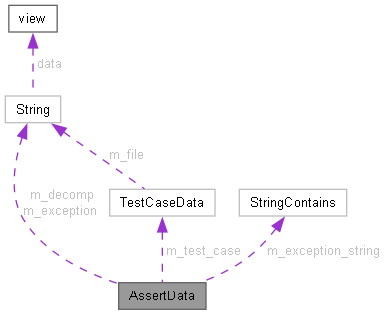 view
data
String
m_file
m_decomp
m_exception
TestCaseData
StringContains
m_test_case
m_exception_string
AssertData